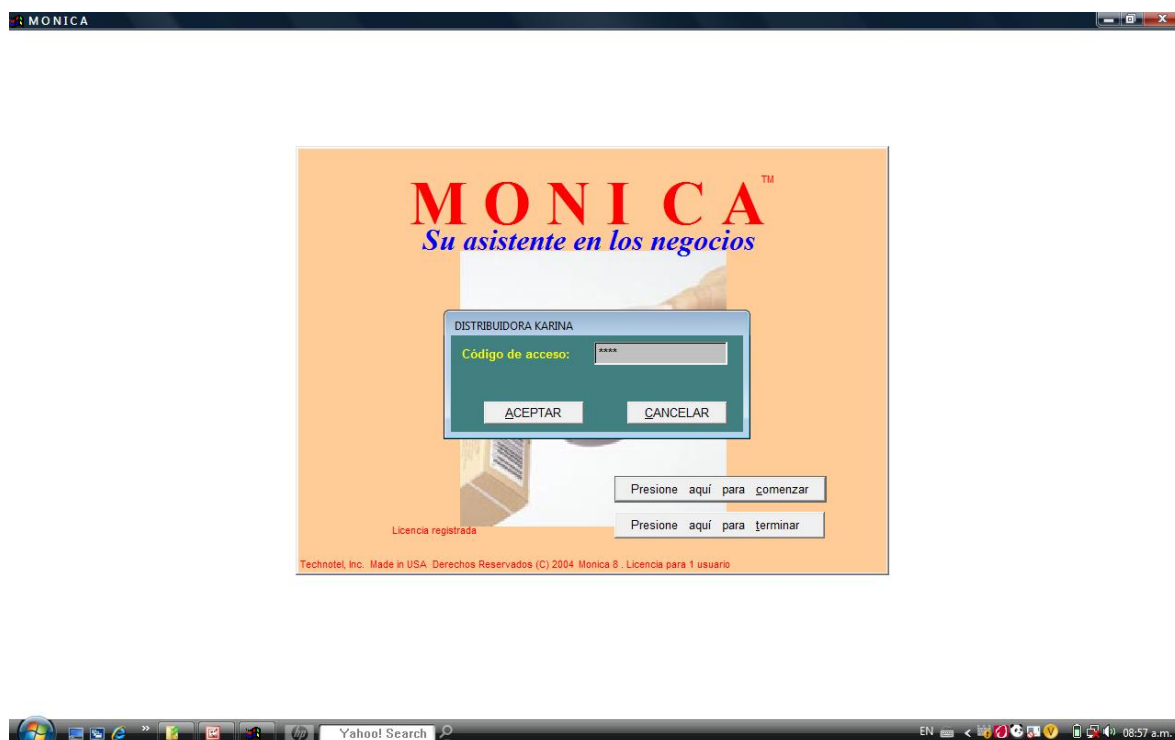 MONICA
MONICA™
Su asistente en los negocios
DISTRIBUIDORA KARINA
Código de acceso: ****
ACEPTAR CANCELAR
Presione aquí para comenzar
Presione aquí para terminar
Licencia registrada
Technotel, Inc. Made in USA Derechos Reservados (C) 2004 Monica 8 . Licencia para 1 usuario
Yahoo! Search EN 08:57 a.m.